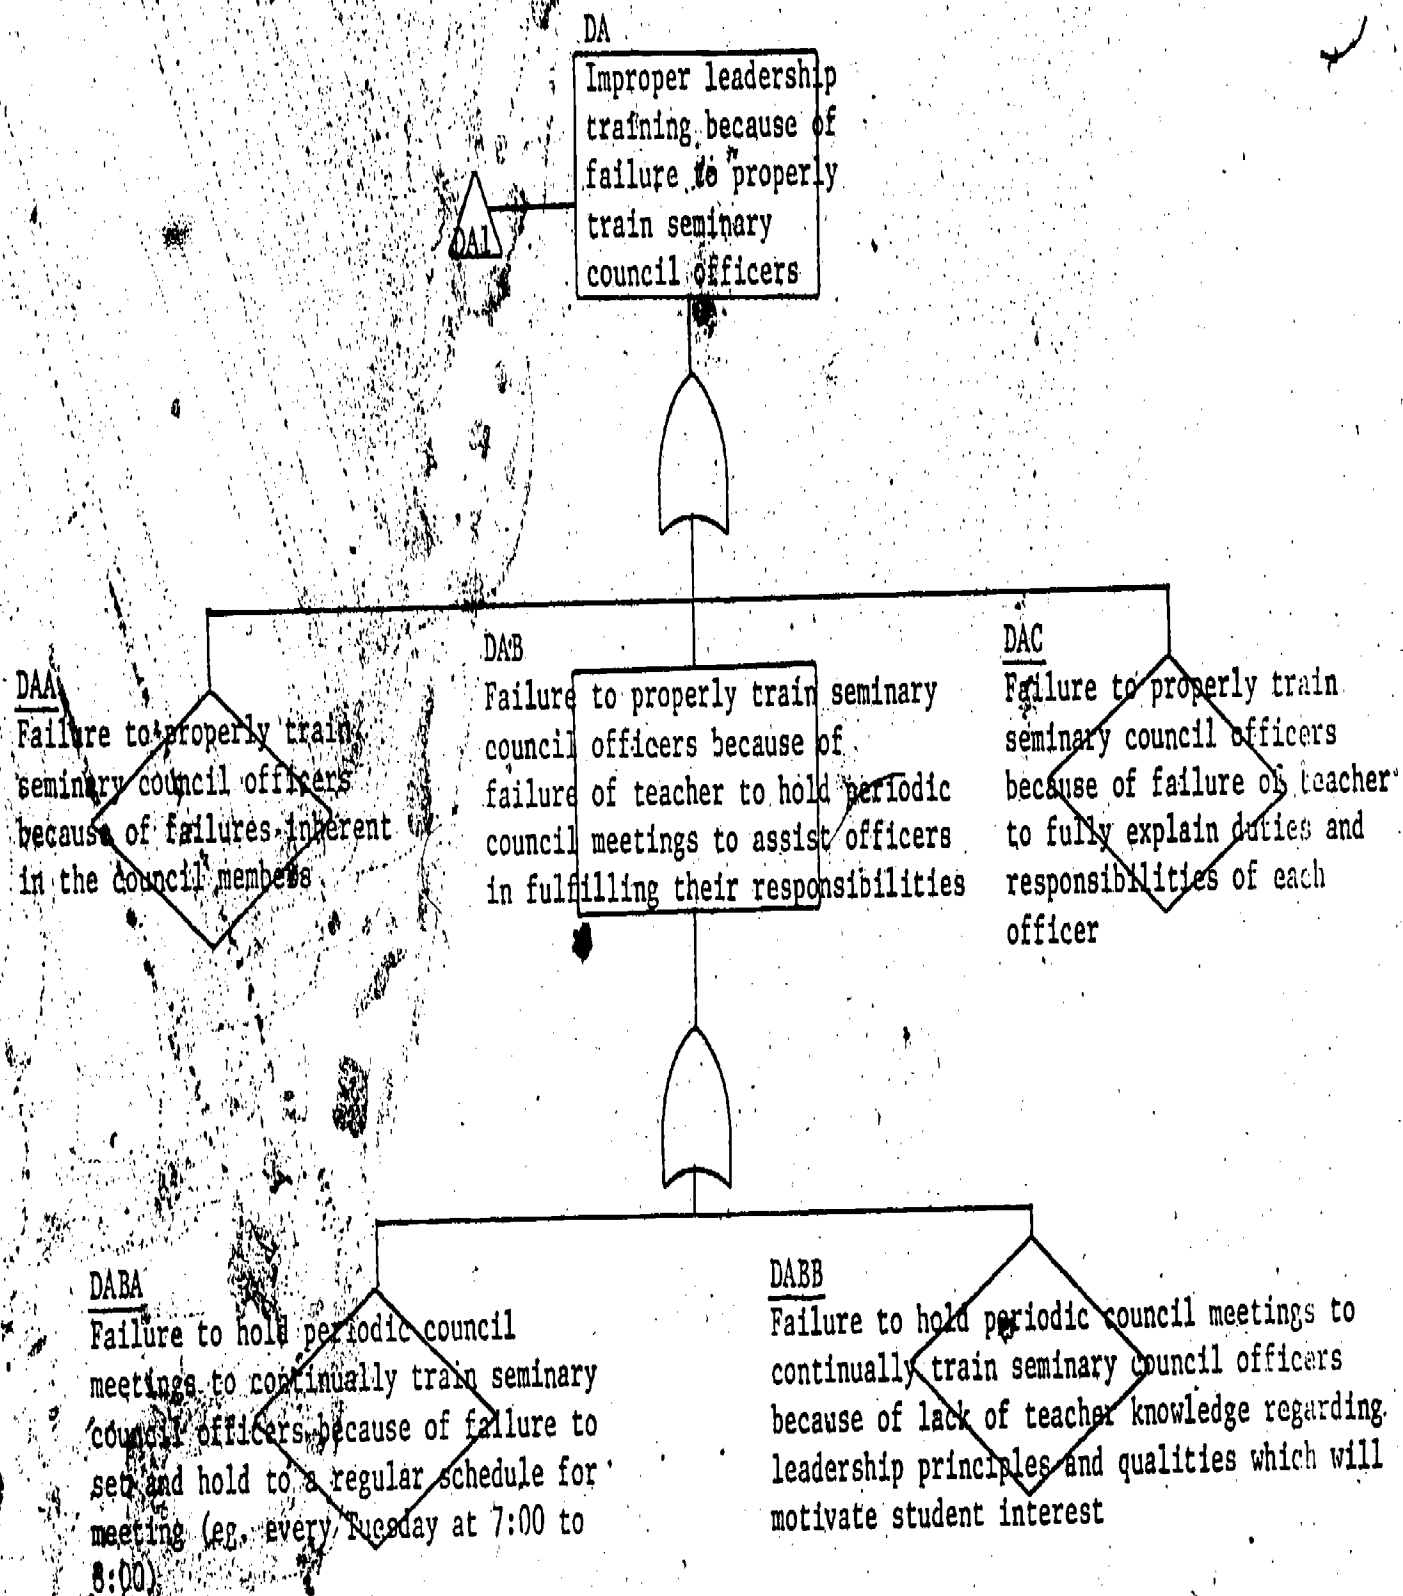 DA
Improper leadership
training because of
failure to properly
train seminary
council officers
DA1
DAA
Failure to properly train
seminary council officers
because of failures inherent
in the council members
DAB
Failure to properly train seminary
council officers because of
failure of teacher to hold periodic
council meetings to assist officers
in fulfilling their responsibilities
DAC
Failure to properly train
seminary council officers
because of failure of teacher
to fully explain duties and
responsibilities of each
officer
DABA
Failure to hold periodic council
meetings to continually train seminary
council officers because of failure to
set and hold to a regular schedule for
meeting (eg. every Tuesday at 7:00 to
8:00)
DABB
Failure to hold periodic council meetings to
continually train seminary council officers
because of lack of teacher knowledge regarding
leadership principles and qualities which will
motivate student interest